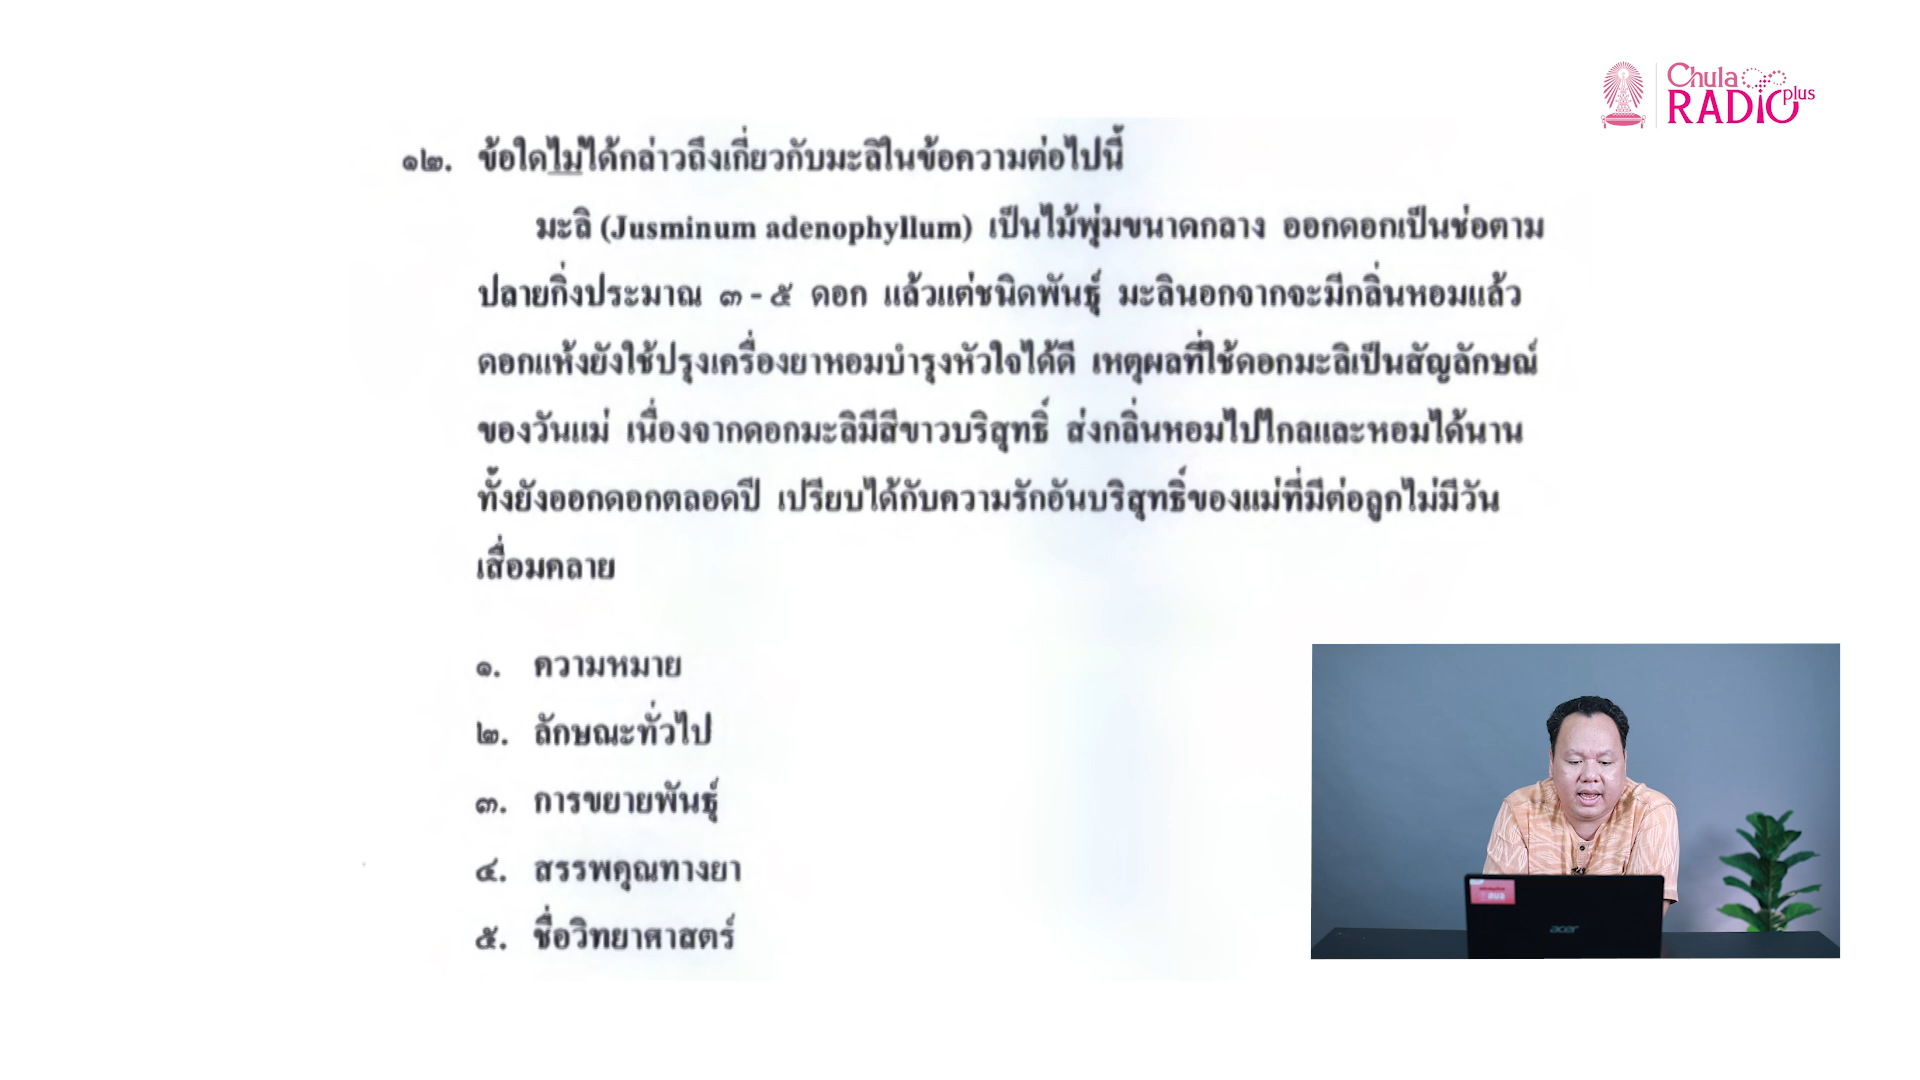 Chula
RADIO plus
๑๒. ข้อใดไม่ได้กล่าวถึงเกี่ยวกับมะลิในข้อความต่อไปนี้
มะลิ (Jusminum adenophyllum) เป็นไม้พุ่มขนาดกลาง ออกดอกเป็นช่อตาม
ปลายกิ่งประมาณ ๓ - ๕ ดอก แล้วแต่ชนิดพันธุ์ มะลินอกจากจะมีกลิ่นหอมแล้ว
ดอกแห้งยังใช้ปรุงเครื่องยาหอมบำรุงหัวใจได้ดี เหตุผลที่ใช้ดอกมะลิเป็นสัญลักษณ์
ของวันแม่ เนื่องจากดอกมะลิมีสีขาวบริสุทธิ์ ส่งกลิ่นหอมไปไกลและหอมได้นาน
ทั้งยังออกดอกตลอดปี เปรียบได้กับความรักอันบริสุทธิ์ของแม่ที่มีต่อลูกไม่มีวัน
เสื่อมคลาย
๑. ความหมาย
๒. ลักษณะทั่วไป
๓. การขยายพันธุ์
๔. สรรพคุณทางยา
๕. ชื่อวิทยาศาสตร์
acer